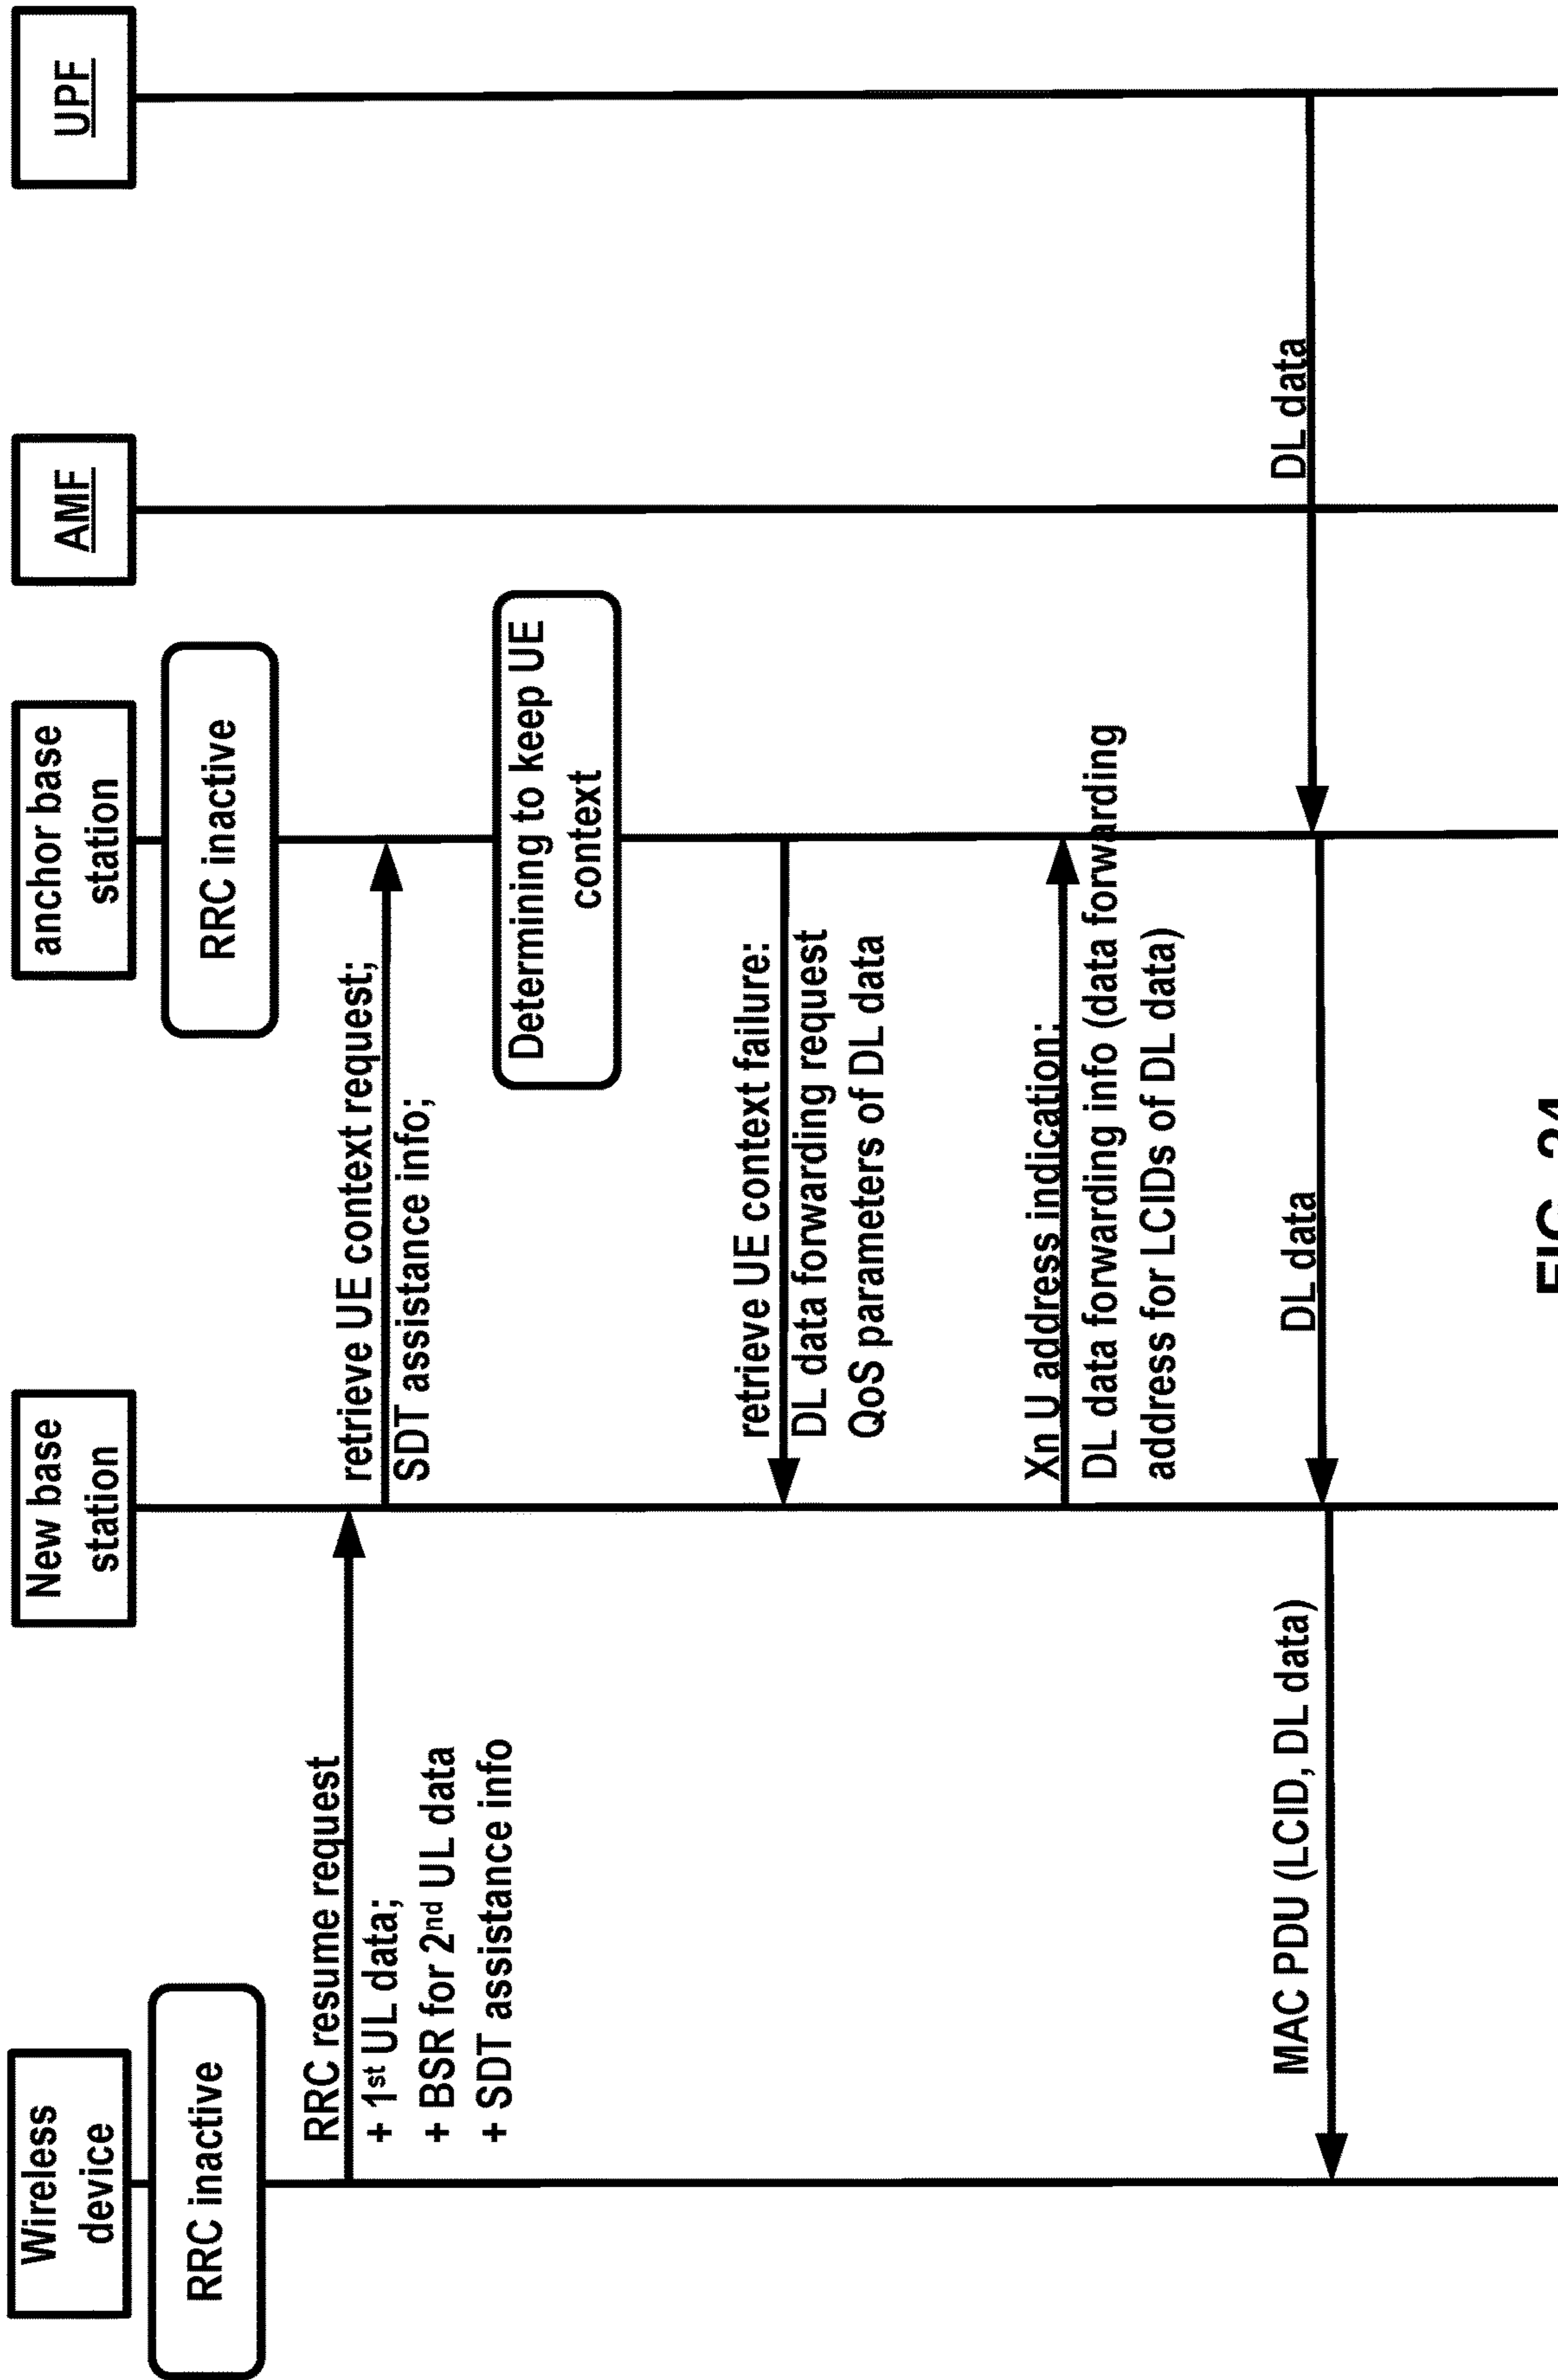 Wireless
device
New base
station
anchor base
station
AMF
UPF
RRC inactive
RRC inactive
RRC resume request
+ 1st UL data;
+ BSR for 2nd UL data
+ SDT assistance info
retrieve UE context request;
SDT assistance info;
Determining to keep UE
context
retrieve UE context failure:
DL data forwarding request
QoS parameters of DL data
Xn U address indication:
DL data forwarding info (data forwarding
address for LCIDs of DL data)
DL data
DL data
MAC PDU (LCID, DL data)